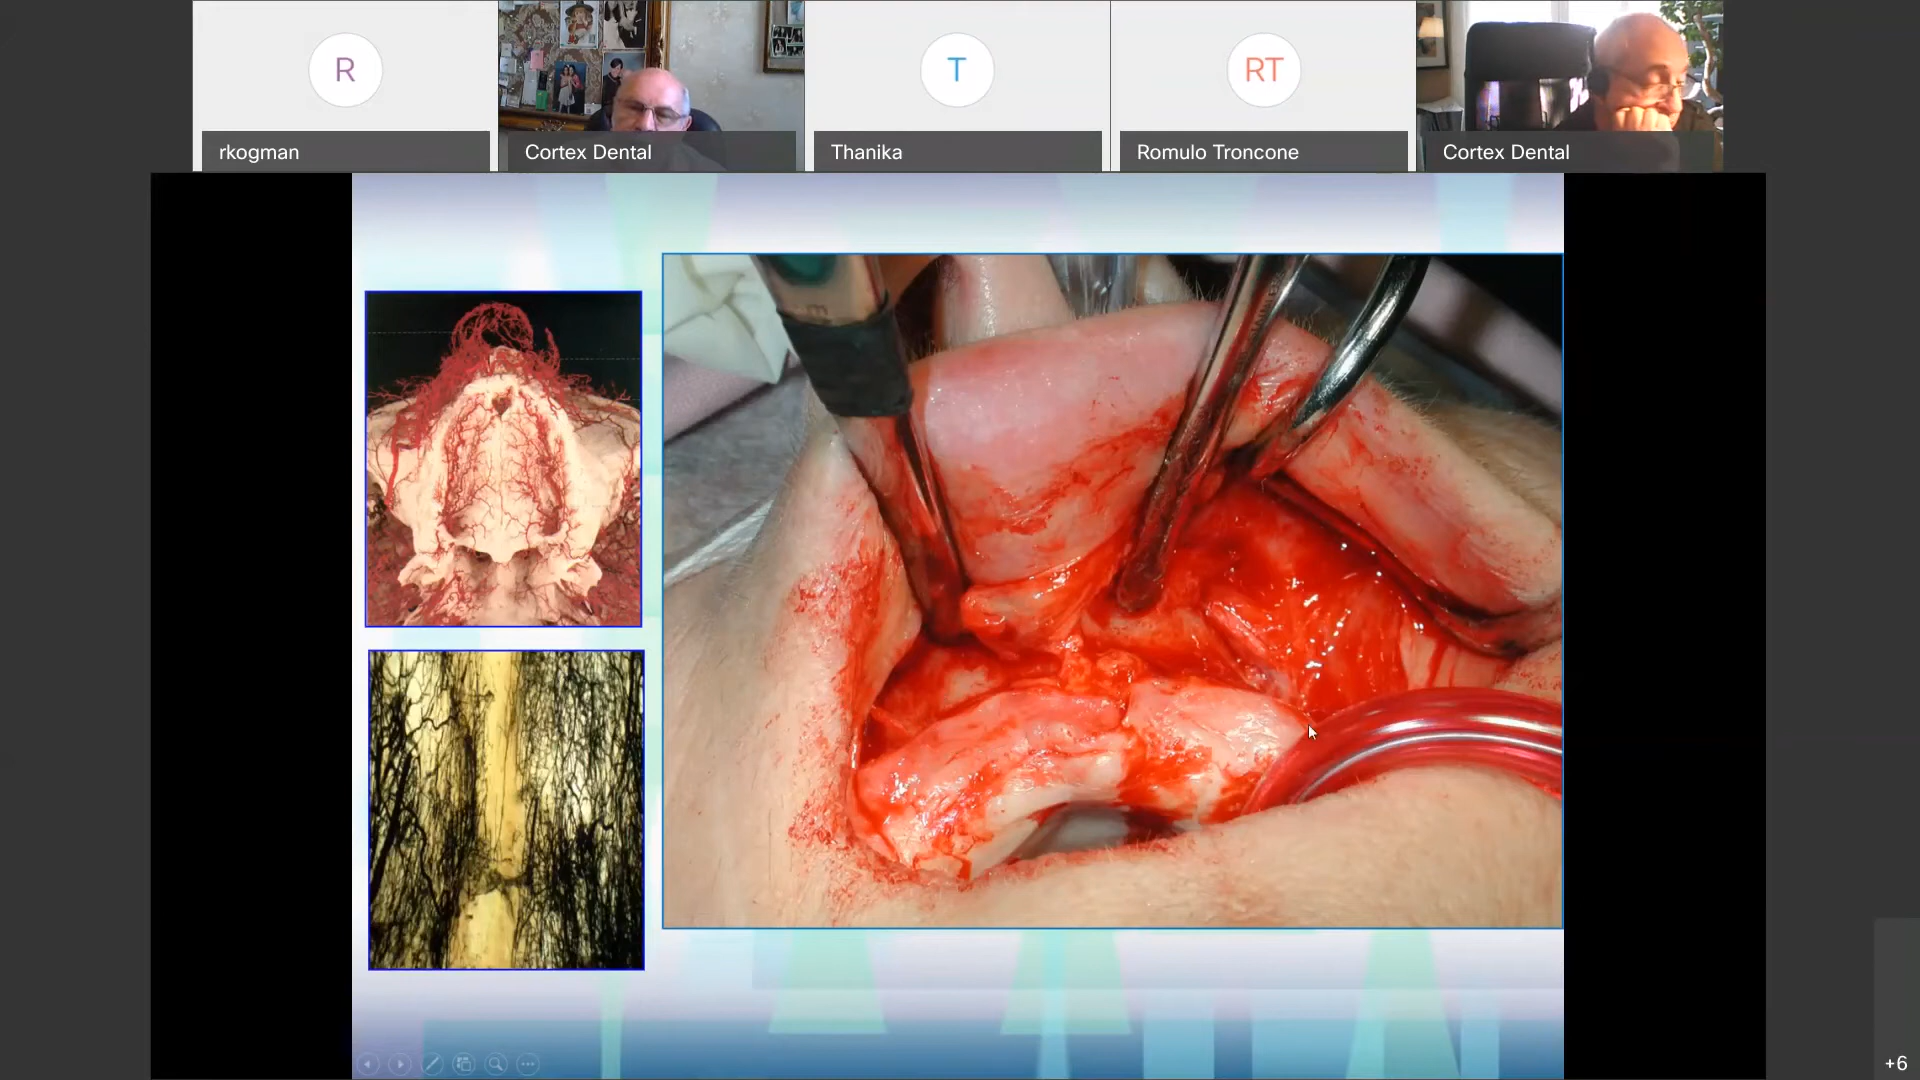 R
rkogman
Cortex Dental
T
Thanika
RT
Romulo Troncone
Cortex Dental
+6